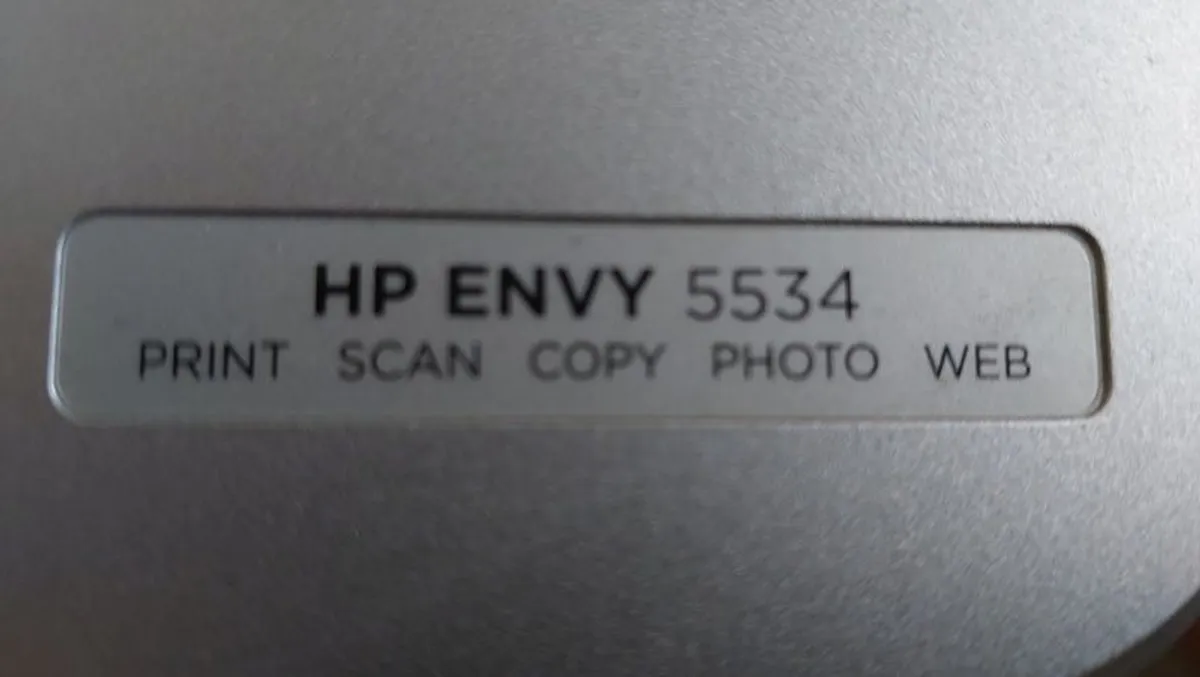 HP ENVY 5534
PRINT SCAN COPY PHOTO WEB